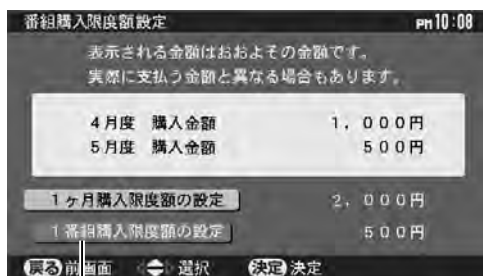 番組購入限度額設定 PM10:08
表示される金額はおおよその金額です。
実際に支払う金額と異なる場合もあります。
4月度 購入金額 1,000円
5月度 購入金額 500円
1ヶ月購入限度額の設定 2,000円
1番組購入限度額の設定 500円
戻る 前画面 選択 決定 決定